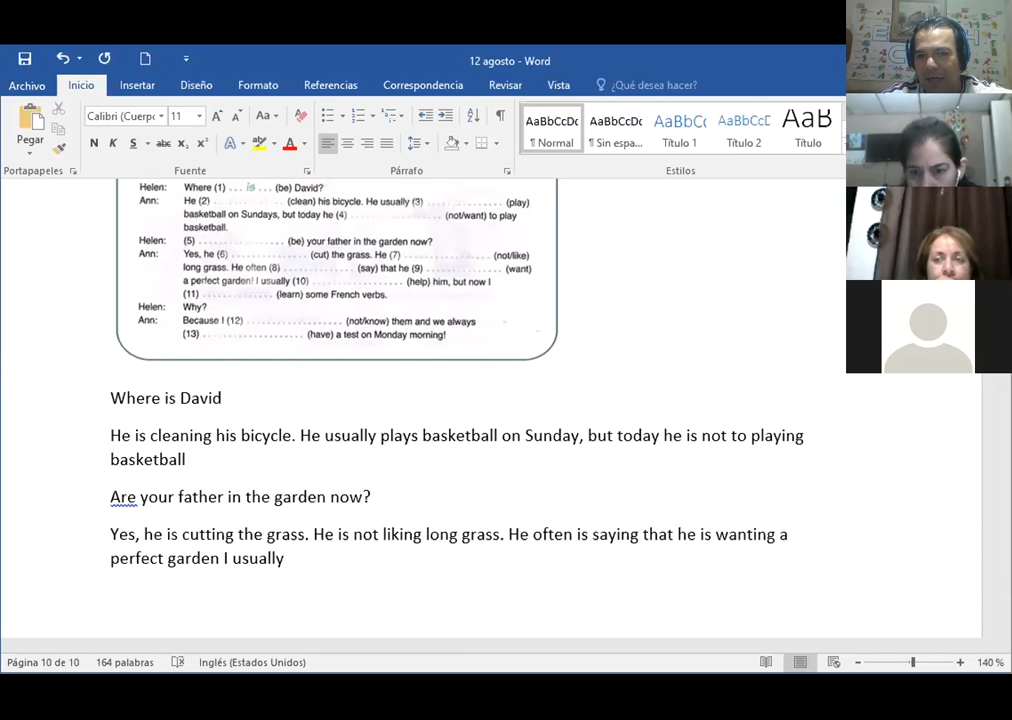 12 agosto - Word
Archivo Inicio Insertar Diseño Formato Referencias Correspondencia Revisar Vista ¿Qué desea hacer?
Pegar
Calibri (Cuerpo 11 Aa
N K S abc x₂ x² A A
AaBbCcDc AaBbCcDc AaBbCc AaBbCcD AaB
¶ Normal ¶ Sin espa... Título 1 Título 2 Título
Portapapeles Fuente Párrafo Estilos
Helen: Where (1) ... is ... (be) David?
Ann: He (2) .................... (clean) his bicycle. He usually (3) .................... (play)
basketball on Sundays, but today he (4) .................... (not/want) to play
basketball.
Helen: (5) .................... (be) your father in the garden now?
Ann: Yes, he (6) .................... (cut) the grass. He (7) .................... (not/like)
long grass. He often (8) .................... (say) that he (9) .................... (want)
a perfect garden! I usually (10) .................... (help) him, but now I
(11) .................... (learn) some French verbs.
Helen: Why?
Ann: Because I (12) .................... (not/know) them and we always
(13) .................... (have) a test on Monday morning!
Where is David
He is cleaning his bicycle. He usually plays basketball on Sunday, but today he is not to playing
basketball
Are your father in the garden now?
Yes, he is cutting the grass. He is not liking long grass. He often is saying that he is wanting a
perfect garden I usually
Página 10 de 10 164 palabras Inglés (Estados Unidos) 140 %